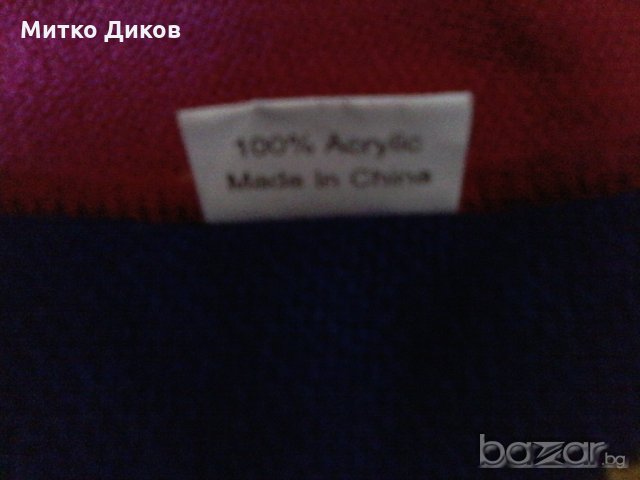 Митко Диков
100% Acrylic
Made in China
bazar.bg